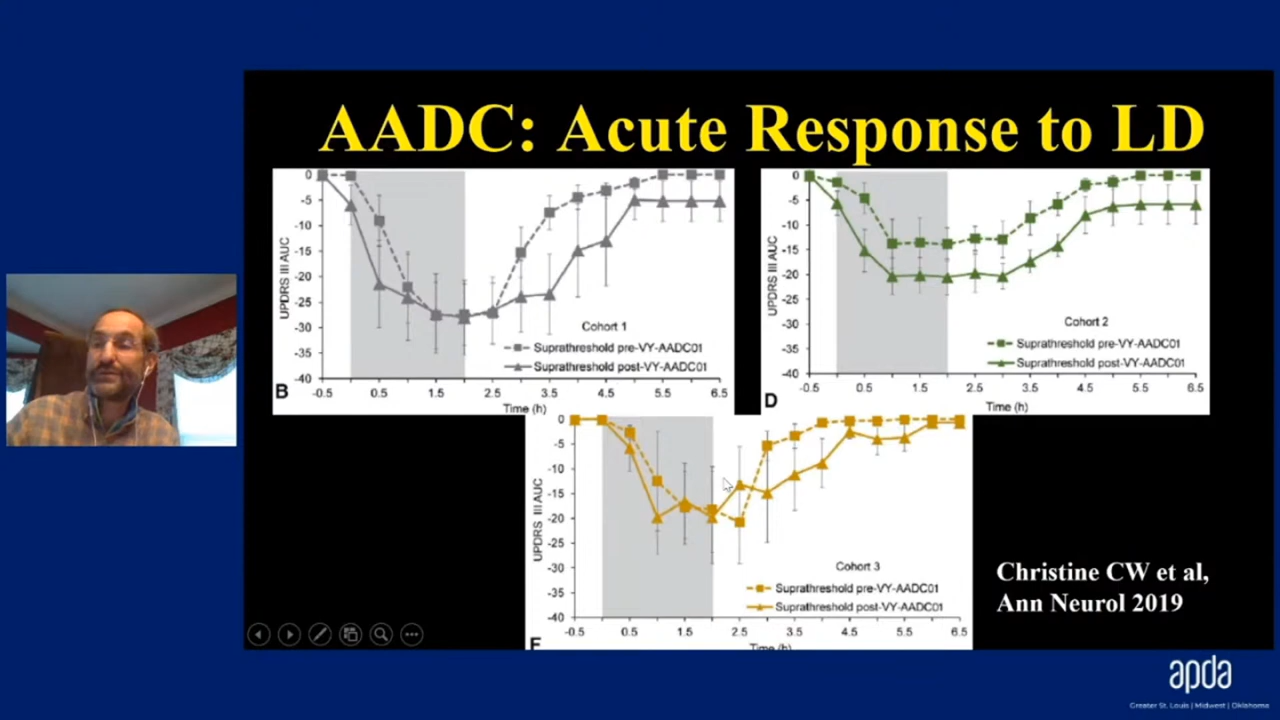 AADC: Acute Response to LD
0
-5
-10
-15
-20
-25
-30
-35
-40
UPDRS III AUC
Cohort 1
Suprathreshold pre-VY-AADC01
Suprathreshold post-VY-AADC01
B
-0.5 0.5 1.5 2.5 3.5 4.5 5.5 6.5
Time (h)
0
-5
-10
-15
-20
-25
-30
-35
-40
UPDRS III AUC
Cohort 2
Suprathreshold pre-VY-AADC01
Suprathreshold post-VY-AADC01
D
-0.5 0.5 1.5 2.5 3.5 4.5 5.5 6.5
Time (h)
0
-5
-10
-15
-20
-25
-30
-35
-40
UPDRS III AUC
Cohort 3
Suprathreshold pre-VY-AADC01
Suprathreshold post-VY-AADC01
-0.5 0.5 1.5 2.5 3.5 4.5 5.5 6.5
Time (h)
Christine CW et al,
Ann Neurol 2019
apda
Greater St. Louis | Midwest | Oklahoma